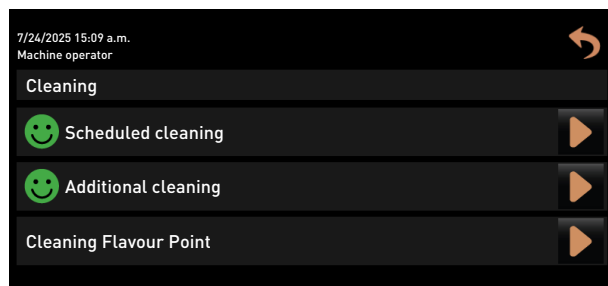 7/24/2025 15:09 a.m.
Machine operator
Cleaning
Scheduled cleaning
Additional cleaning
Cleaning Flavour Point